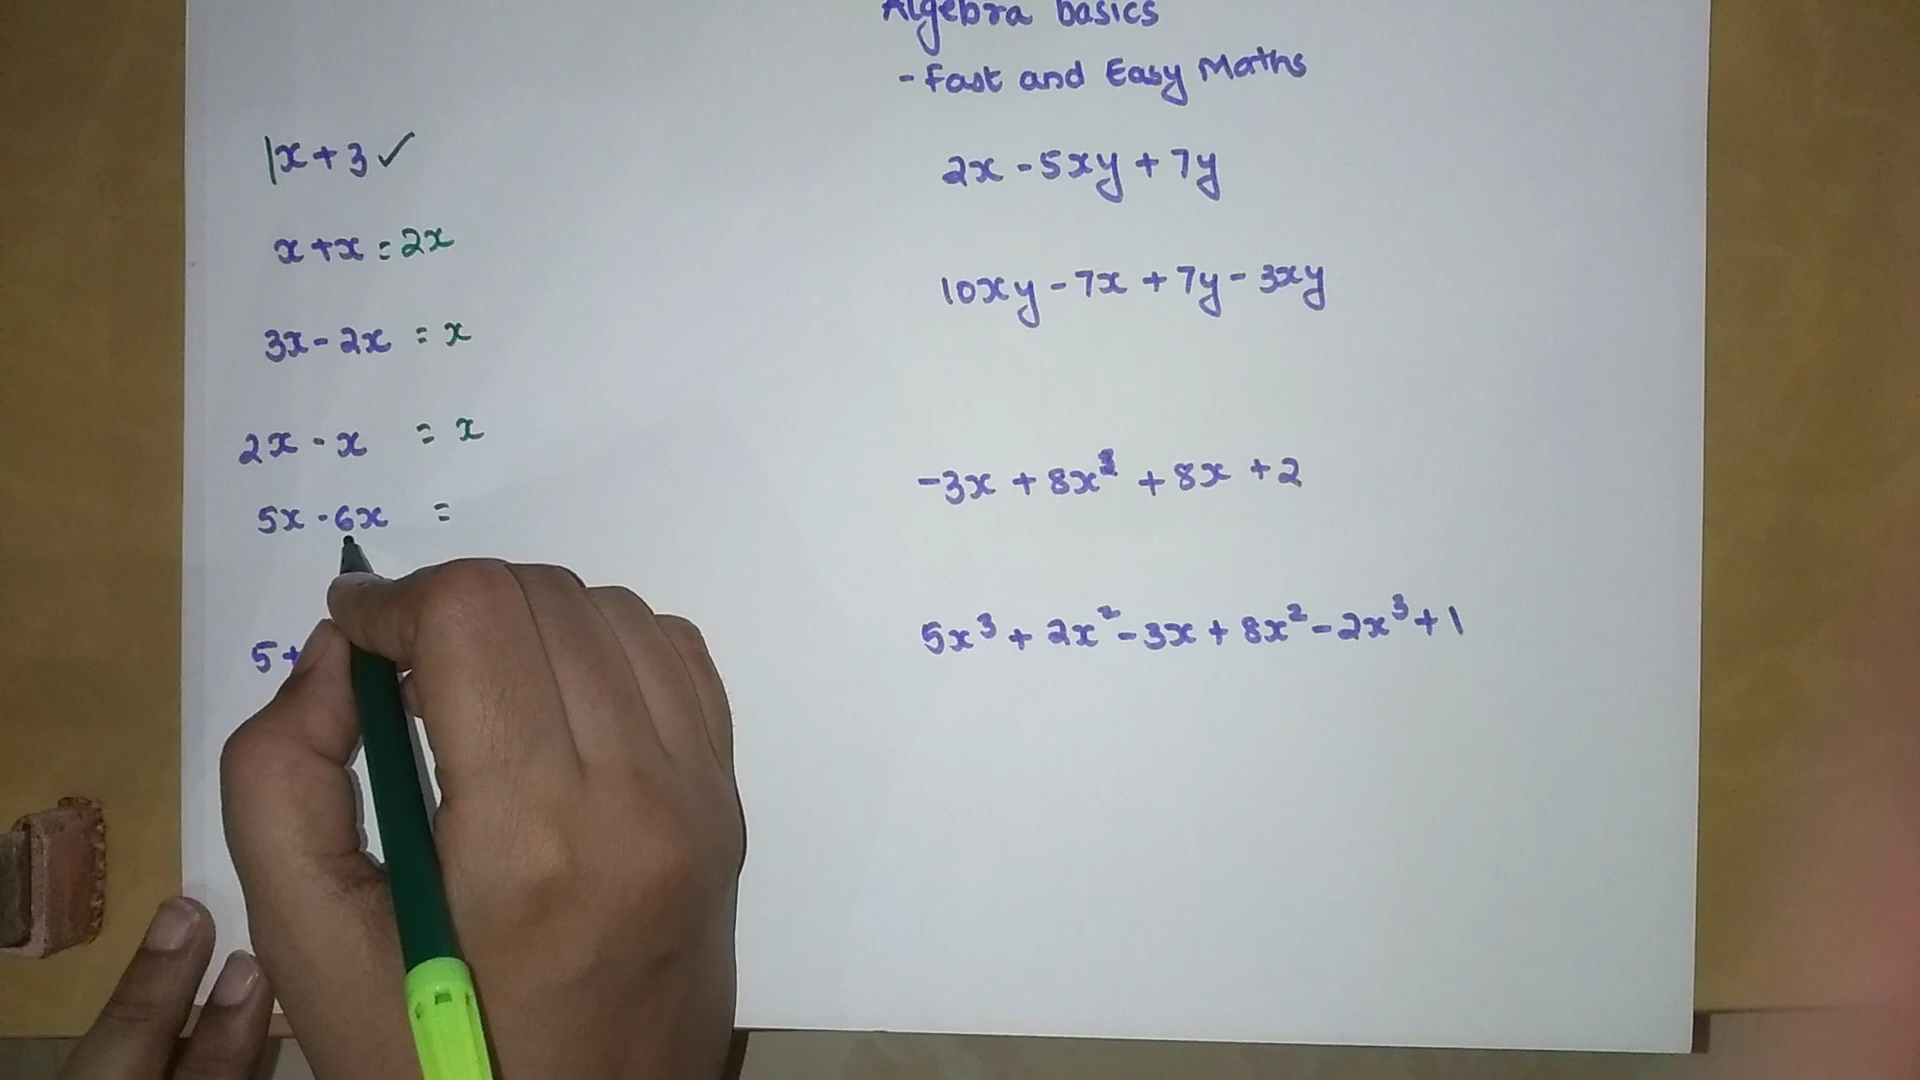 Algebra basics
- Fast and Easy Maths
1x + 3 ✓
x + x = 2x
3x - 2x = x
2x - x = x
5x - 6x =
5+
2x - 5xy + 7y
10xy - 7x + 7y - 3xy
-3x + 8x³ + 8x + 2
5x³ + 2x² - 3x + 8x² - 2x³ + 1